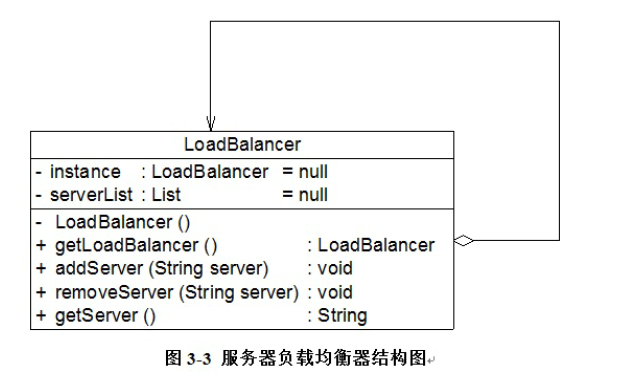 LoadBalancer
- instance : LoadBalancer = null
- serverList : List = null
- LoadBalancer ()
+ getLoadBalancer () : LoadBalancer
+ addServer (String server) : void
+ removeServer (String server) : void
+ getServer () : String
图 3-3 服务器负载均衡器结构图